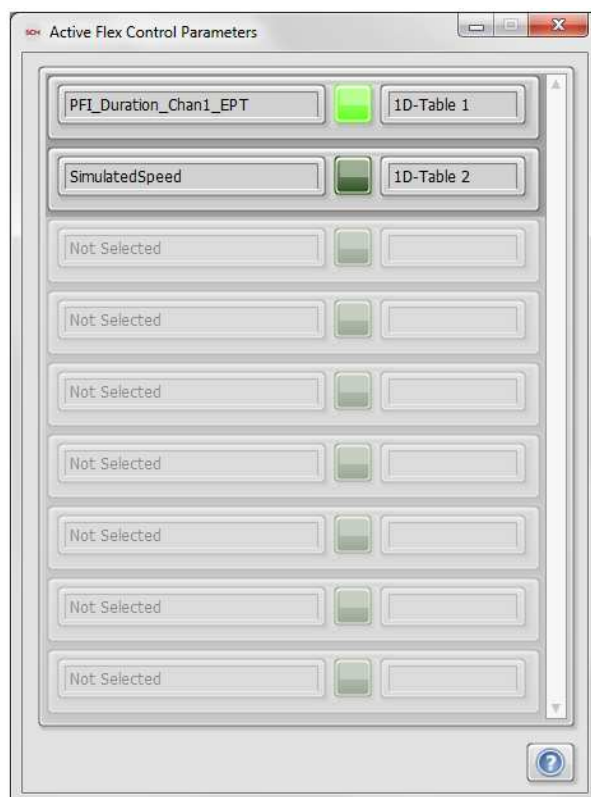 SCM Active Flex Control Parameters
PFI_Duration_Chan1_EPT 1D-Table 1
SimulatedSpeed 1D-Table 2
Not Selected
Not Selected
Not Selected
Not Selected
Not Selected
Not Selected
Not Selected
?